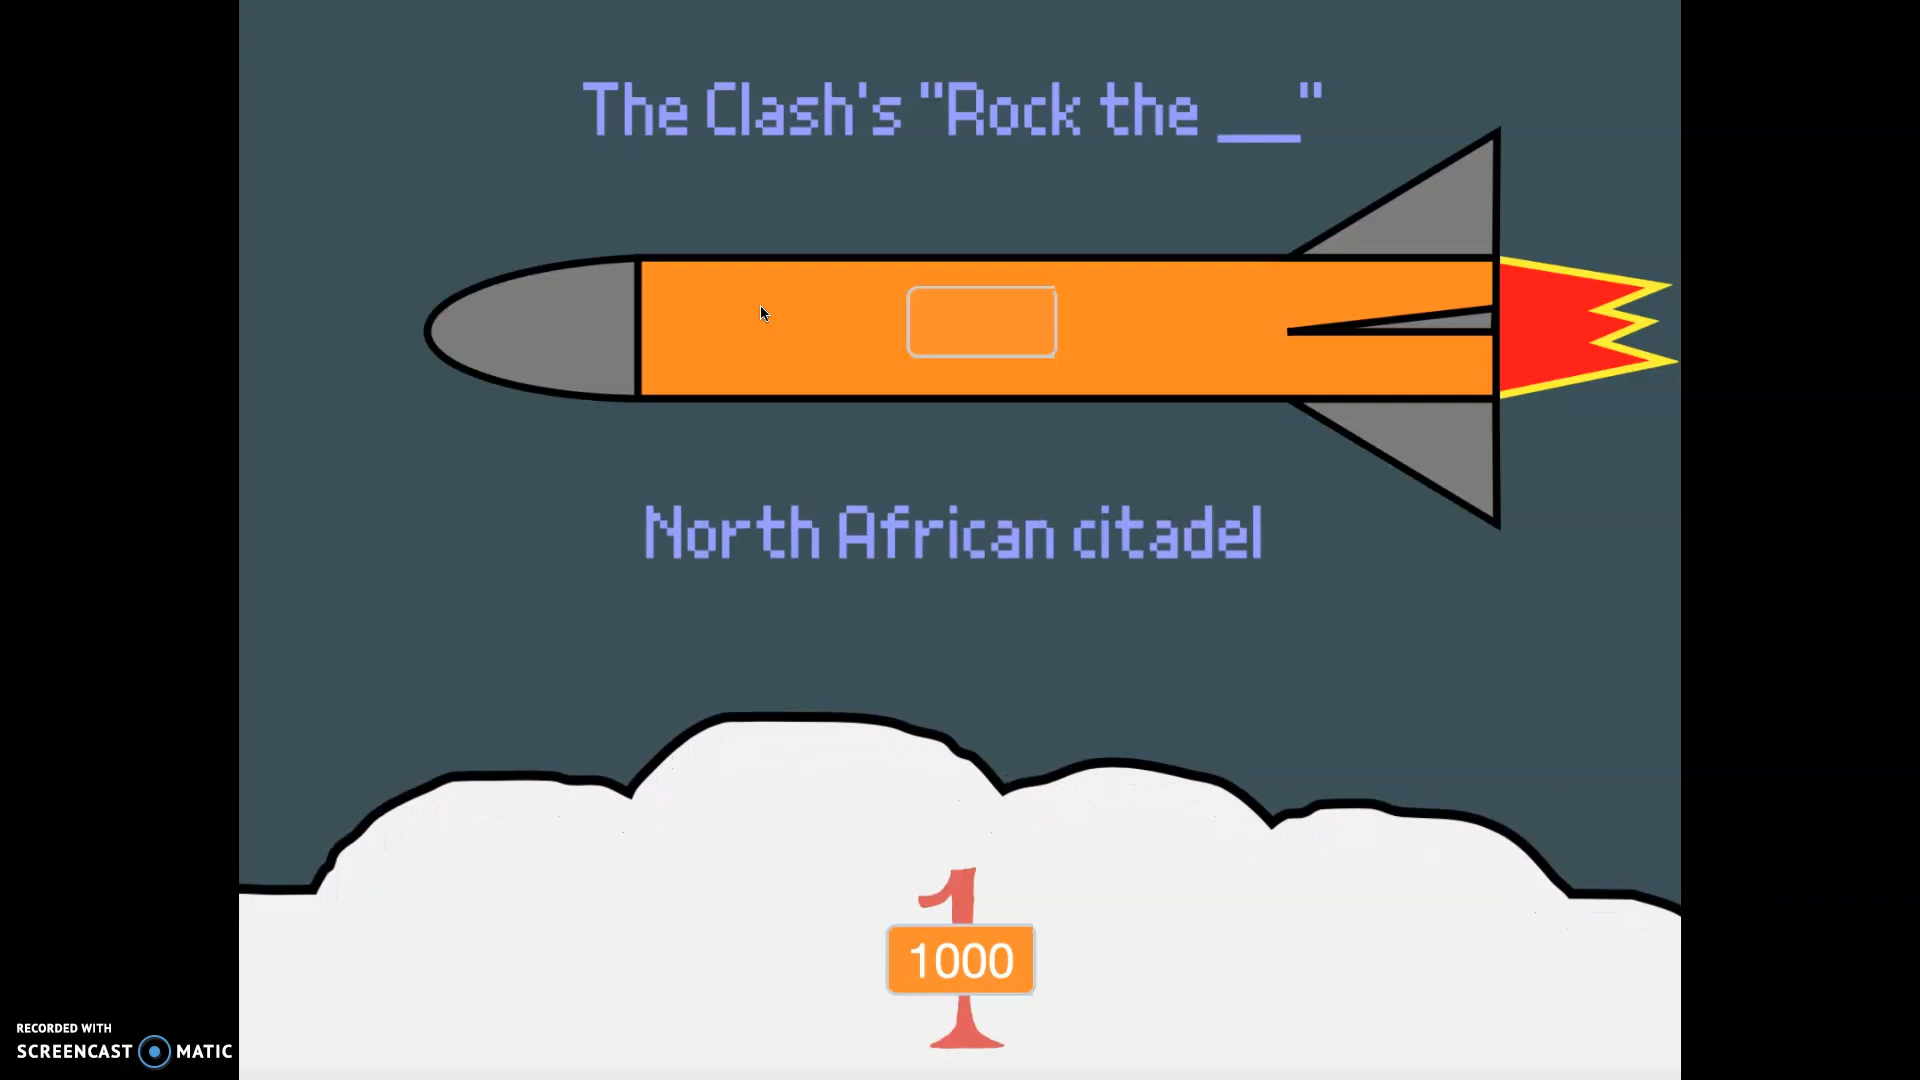 The Clash's "Rock the __"
North African citadel
1
1000
RECORDED WITH
SCREENCAST MATIC